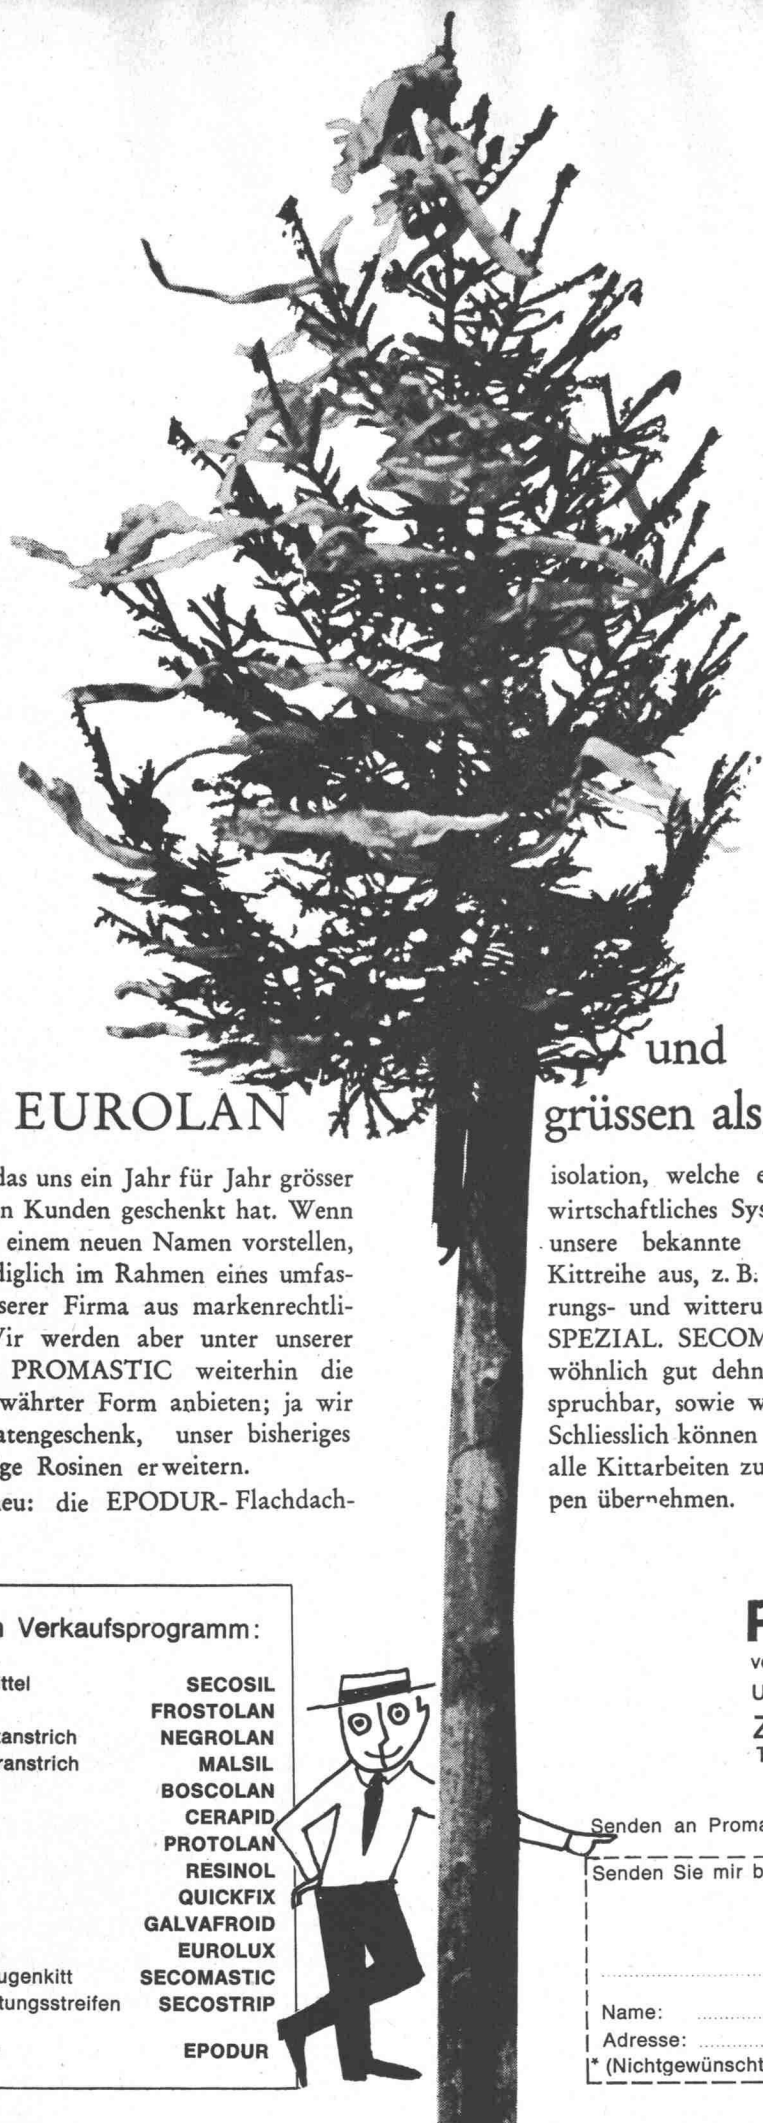 und
EUROLAN
grüssen als
das uns ein Jahr für Jahr grösser
n Kunden geschenkt hat. Wenn
einem neuen Namen vorstellen,
diglich im Rahmen eines umfas-
serer Firma aus markenrechtli-
Wir werden aber unter unserer
PROMASTIC weiterhin die
währter Form anbieten; ja wir
atengeschenk, unser bisheriges
ge Rosinen erweitern.
neu: die EPODUR-Flachdach-
isolation, welche e
wirtschaftliches Sys
unsere bekannte
Kittreihe aus, z. B.
rungs- und witteru
SPEZIAL. SECOM
wöhnlich gut dehn
spruchbar, sowie w
Schliesslich können
alle Kittarbeiten zu
pen übernehmen.
n Verkaufsprogramm:
ttel SECOSIL
FROSTOLAN
anstrich NEGROLAN
ranstrich MALSIL
BOSCOLAN
CERAPID
PROTOLAN
RESINOL
QUICKFIX
GALVAFROID
EUROLUX
ugenkitt SECOMASTIC
tungsstreifen SECOSTRIP
EPODUR
Senden an Proma
Senden Sie mir b
Name:
Adresse:
* (Nichtgewünscht